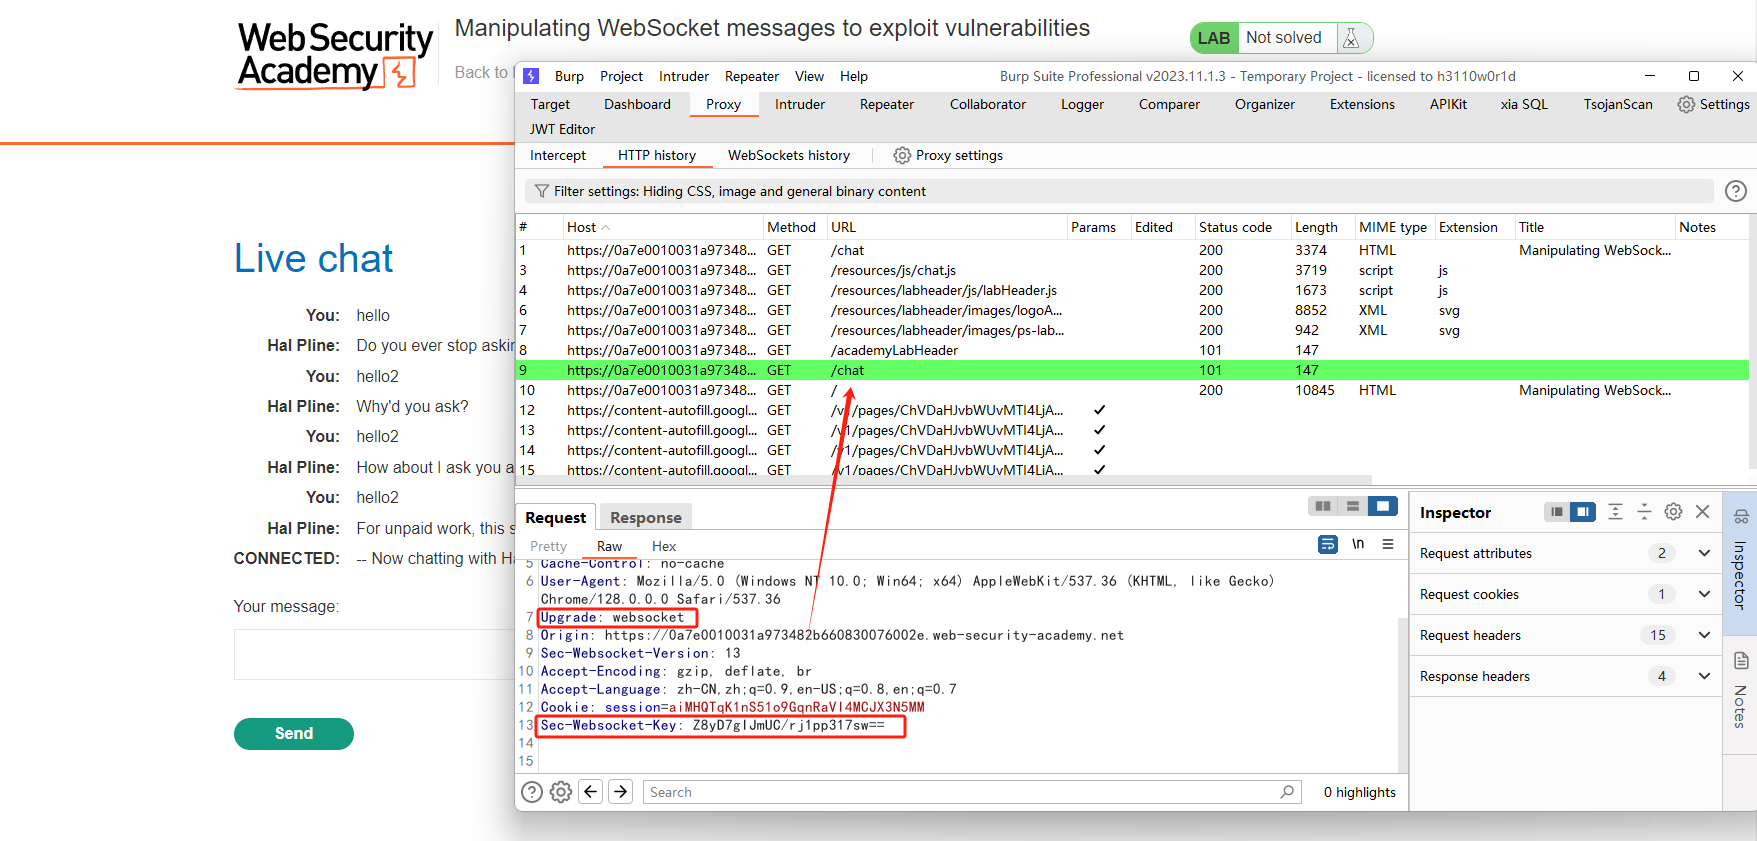 Web Security
Academy
Manipulating WebSocket messages to exploit vulnerabilities
LAB Not solved
Back to
Burp Project Intruder Repeater View Help
Burp Suite Professional v2023.11.1.3 - Temporary Project - licensed to h3110w0r1d
Target Dashboard Proxy Intruder Repeater Collaborator Logger Comparer Organizer Extensions APIKit xia SQL TsojanScan Settings
JWT Editor
Intercept HTTP history WebSockets history Proxy settings
Filter settings: Hiding CSS, image and general binary content
# Host Method URL Params Edited Status code Length MIME type Extension Title Notes
1 https://0a7e0010031a97348... GET /chat 200 3374 HTML Manipulating WebSock...
3 https://0a7e0010031a97348... GET /resources/js/chat.js 200 3719 script js
4 https://0a7e0010031a97348... GET /resources/labheader/js/labHeader.js 200 1673 script js
6 https://0a7e0010031a97348... GET /resources/labheader/images/logoA... 200 8852 XML svg
7 https://0a7e0010031a97348... GET /resources/labheader/images/ps-lab... 200 942 XML svg
8 https://0a7e0010031a97348... GET /academyLabHeader 101 147
9 https://0a7e0010031a97348... GET /chat 101 147
10 https://0a7e0010031a97348... GET / 200 10845 HTML Manipulating WebSock...
12 https://content-autofill.googl... GET /v1/pages/ChVDaHJvbWUvMTI4LjA... ✓
13 https://content-autofill.googl... GET /v1/pages/ChVDaHJvbWUvMTI4LjA... ✓
14 https://content-autofill.googl... GET /v1/pages/ChVDaHJvbWUvMTI4LjA... ✓
15 https://content-autofill.googl... GET /v1/pages/ChVDaHJvbWUvMTI4LjA... ✓
Live chat
You: hello
Hal Pline: Do you ever stop askin
You: hello2
Hal Pline: Why'd you ask?
You: hello2
Hal Pline: How about I ask you a
You: hello2
Hal Pline: For unpaid work, this s
CONNECTED: -- Now chatting with Ha
Your message:
Send
Request Response
Pretty Raw Hex
\n
5 Cache-Control: no-cache
6 User-Agent: Mozilla/5.0 (Windows NT 10.0; Win64; x64) AppleWebKit/537.36 (KHTML, like Gecko)
Chrome/128.0.0.0 Safari/537.36
7 Upgrade: websocket
8 Origin: https://0a7e0010031a973482b660830076002e.web-security-academy.net
9 Sec-Websocket-Version: 13
10 Accept-Encoding: gzip, deflate, br
11 Accept-Language: zh-CN,zh;q=0.9,en-US;q=0.8,en;q=0.7
12 Cookie: session=aiMHQTqK1nS51o9GqnRaVl4MCJX3N5MM
13 Sec-Websocket-Key: Z8yD7gIJmUC/rj1pp317sw==
14
15
Search
0 highlights
Inspector
Request attributes 2
Request cookies 1
Request headers 15
Response headers 4
Inspector
Notes